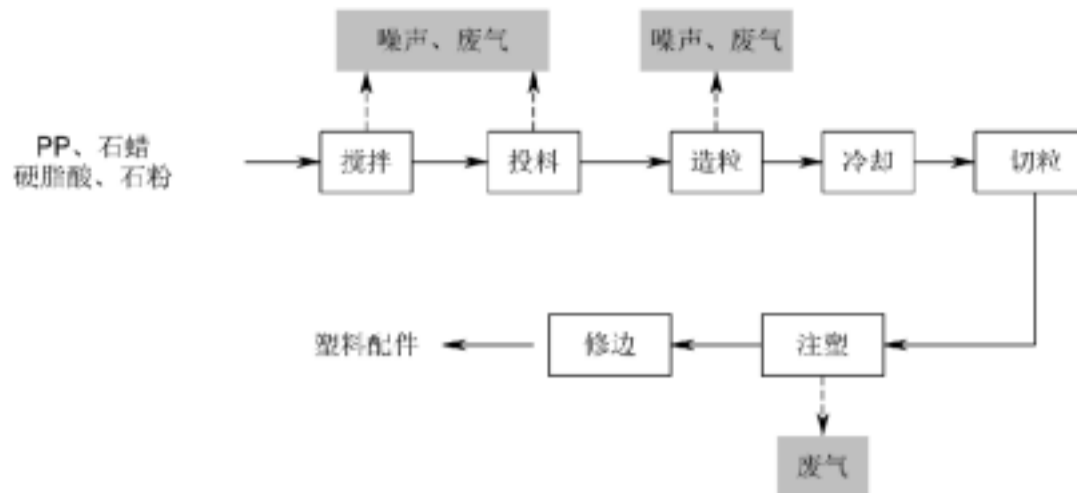 噪声、废气
噪声、废气
PP、石蜡
硬脂酸、石粉
搅拌
投料
造粒
冷却
切粒
塑料配件
修边
注塑
废气